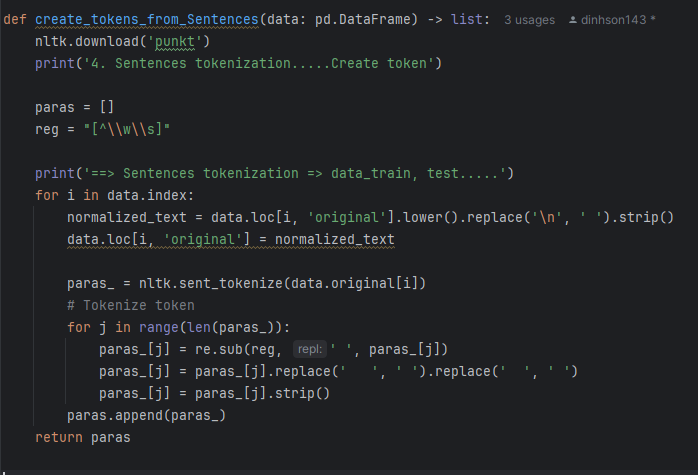 def create_tokens_from_Sentences(data: pd.DataFrame) -> list: 3 usages dinhson143 *
    nltk.download('punkt')
    print('4. Sentences tokenization.....Create token')

    paras = []
    reg = "[^\\w\\s]"

    print('==> Sentences tokenization => data_train, test.....')
    for i in data.index:
        normalized_text = data.loc[i, 'original'].lower().replace('\n', ' ').strip()
        data.loc[i, 'original'] = normalized_text

        paras_ = nltk.sent_tokenize(data.original[i])
        # Tokenize token
        for j in range(len(paras_)):
            paras_[j] = re.sub(reg, repl: ' ', paras_[j])
            paras_[j] = paras_[j].replace('   ', ' ').replace('  ', ' ')
            paras_[j] = paras_[j].strip()
        paras.append(paras_)
    return paras